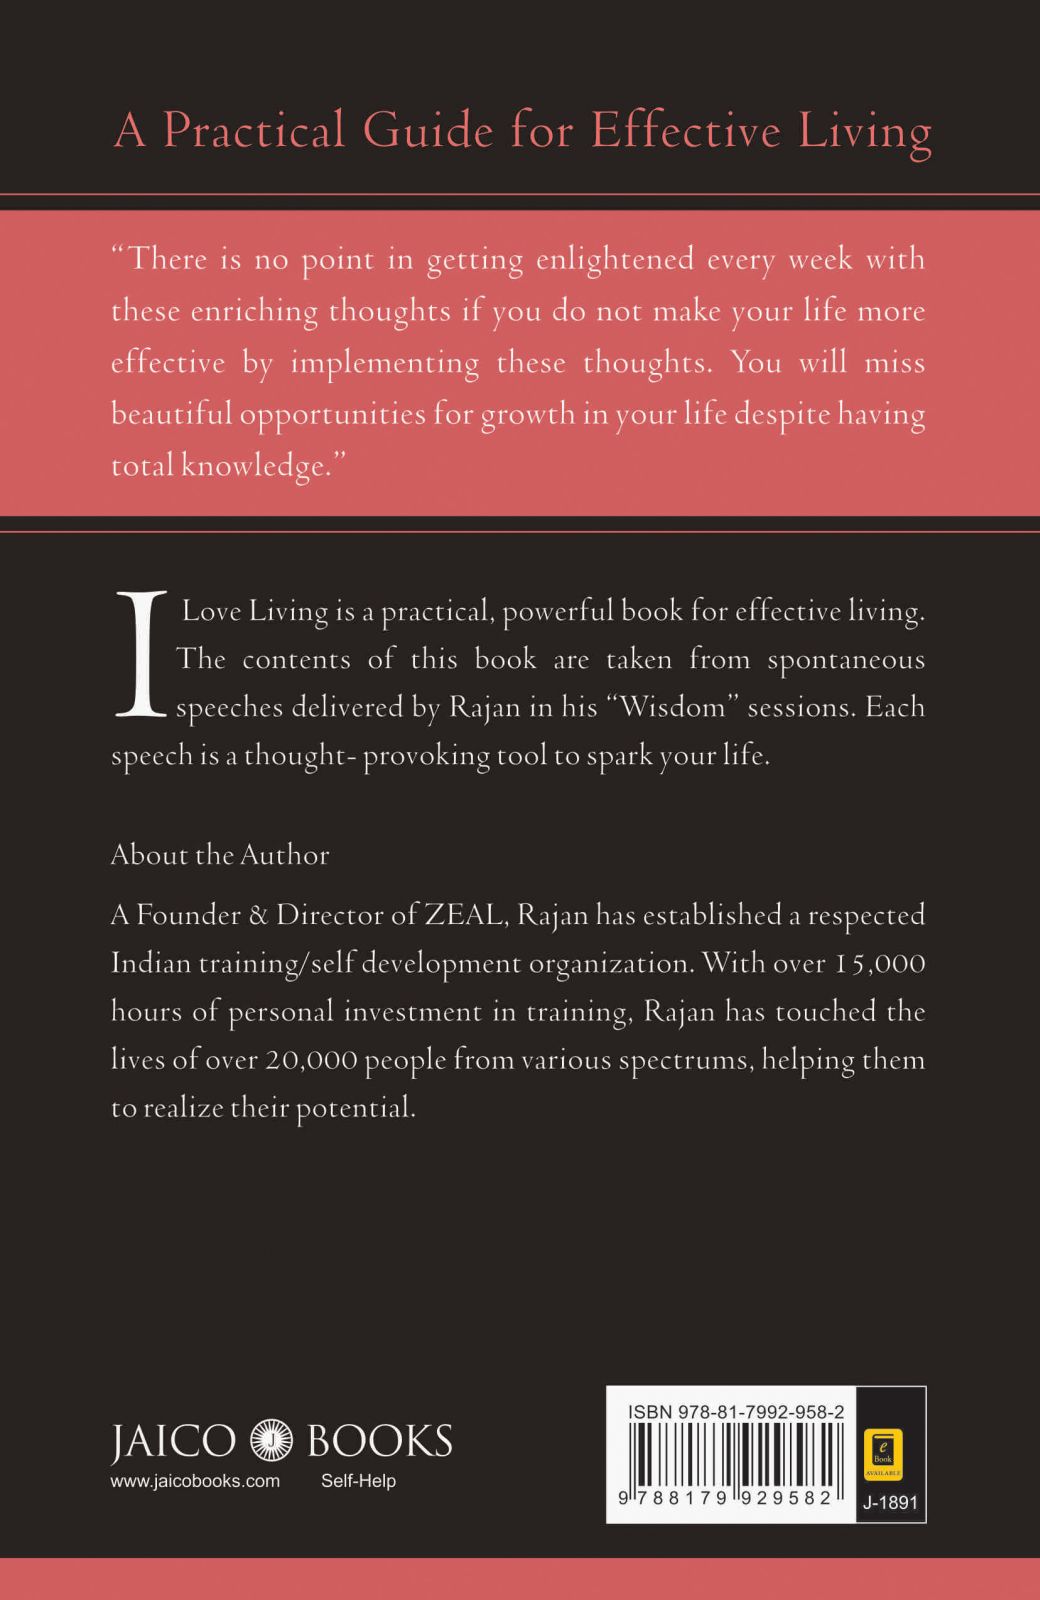 A Practical Guide for Effective Living
“There is no point in getting enlightened every week with
these enriching thoughts if you do not make your life more
effective by implementing these thoughts. You will miss
beautiful opportunities for growth in your life despite having
total knowledge.”
I Love Living is a practical, powerful book for effective living.
The contents of this book are taken from spontaneous
speeches delivered by Rajan in his “Wisdom” sessions. Each
speech is a thought- provoking tool to spark your life.
About the Author
A Founder & Director of ZEAL, Rajan has established a respected
Indian training/self development organization. With over 15,000
hours of personal investment in training, Rajan has touched the
lives of over 20,000 people from various spectrums, helping them
to realize their potential.
JAICO J BOOKS
www.jaicobooks.com Self-Help
ISBN 978-81-7992-958-2
9 788179 929582
e
Book
AVAILABLE
J-1891